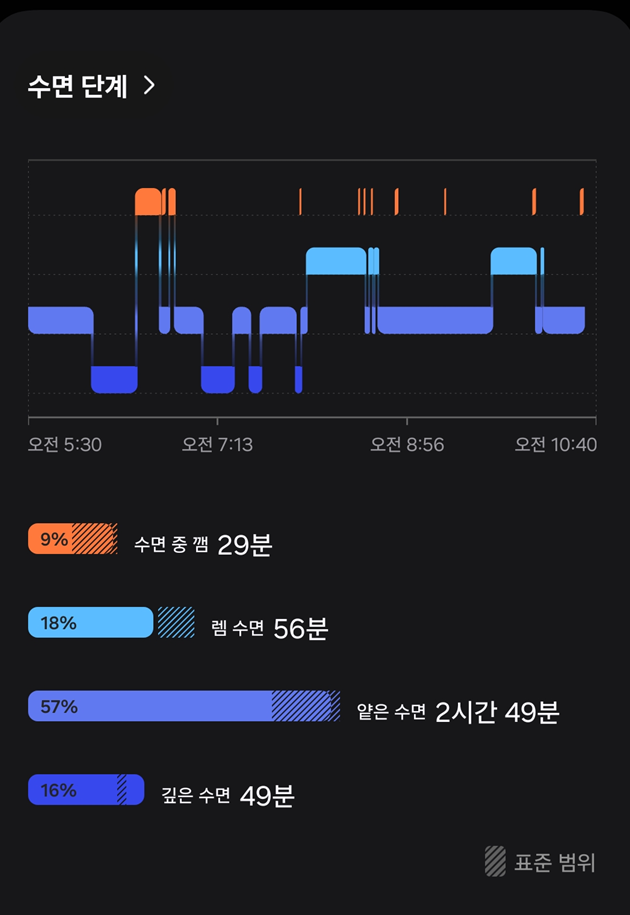 수면 단계 >
오전 5:30 오전 7:13 오전 8:56 오전 10:40
9% 수면 중 깸 29분
18% 렘 수면 56분
57% 얕은 수면 2시간 49분
16% 깊은 수면 49분
표준 범위